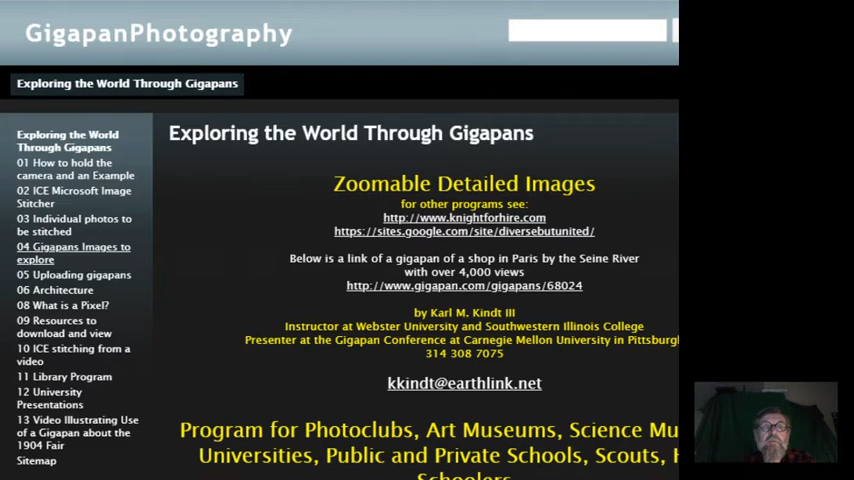 GigapanPhotography
Exploring the World Through Gigapans
Exploring the World
Through Gigapans
01 How to hold the
camera and an Example
02 ICE Microsoft Image
Stitcher
03 Individual photos to
be stitched
04 Gigapans Images to
explore
05 Uploading gigapans
06 Architecture
08 What is a Pixel?
09 Resources to
download and view
10 ICE stitching from a
video
11 Library Program
12 University
Presentations
13 Video Illustrating Use
of a Gigapan about the
1904 Fair
Sitemap
Exploring the World Through Gigapans
Zoomable Detailed Images
for other programs see:
http://www.knightforhire.com
https://sites.google.com/site/diversebutunited/
Below is a link of a gigapan of a shop in Paris by the Seine River
with over 4,000 views
http://www.gigapan.com/gigapans/68024
by Karl M. Kindt III
Instructor at Webster University and Southwestern Illinois College
Presenter at the Gigapan Conference at Carnegie Mellon University in Pittsburgh
314 308 7075
kkindt@earthlink.net
Program for Photoclubs, Art Museums, Science Mu
Universities, Public and Private Schools, Scouts, H
Schoolers